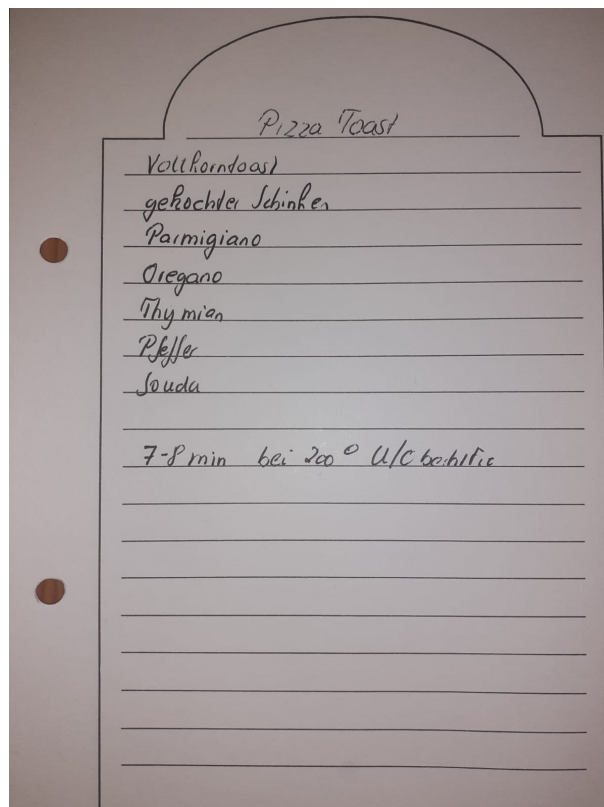 Pizza Toast
Vollkorntoast
gekochter Schinken
Parmigiano
Oregano
Thymian
Pfeffer
Gouda
7-8 min bei 200°